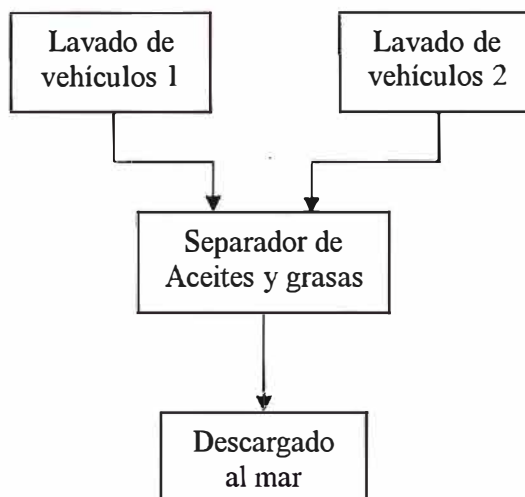 Lavado de
vehículos 1
Lavado de
vehículos 2
Separador de
Aceites y grasas
Descargado
al mar